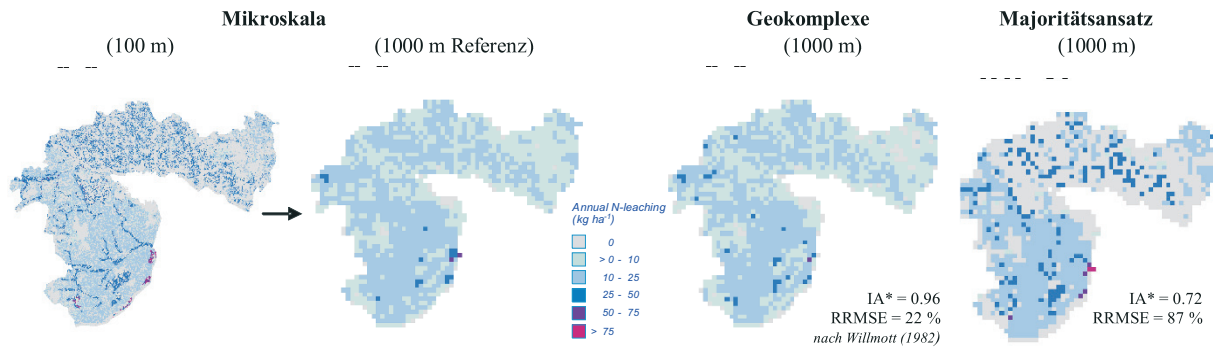 Mikroskala
(100 m)
(1000 m Referenz)
Geokomplexe
(1000 m)
Majoritätsansatz
(1000 m)
Annual N-leaching
(kg ha⁻¹)
0
> 0 - 10
10 - 25
25 - 50
50 - 75
> 75
IA* = 0.96
RRMSE = 22 %
nach Willmott (1982)
IA* = 0.72
RRMSE = 87 %